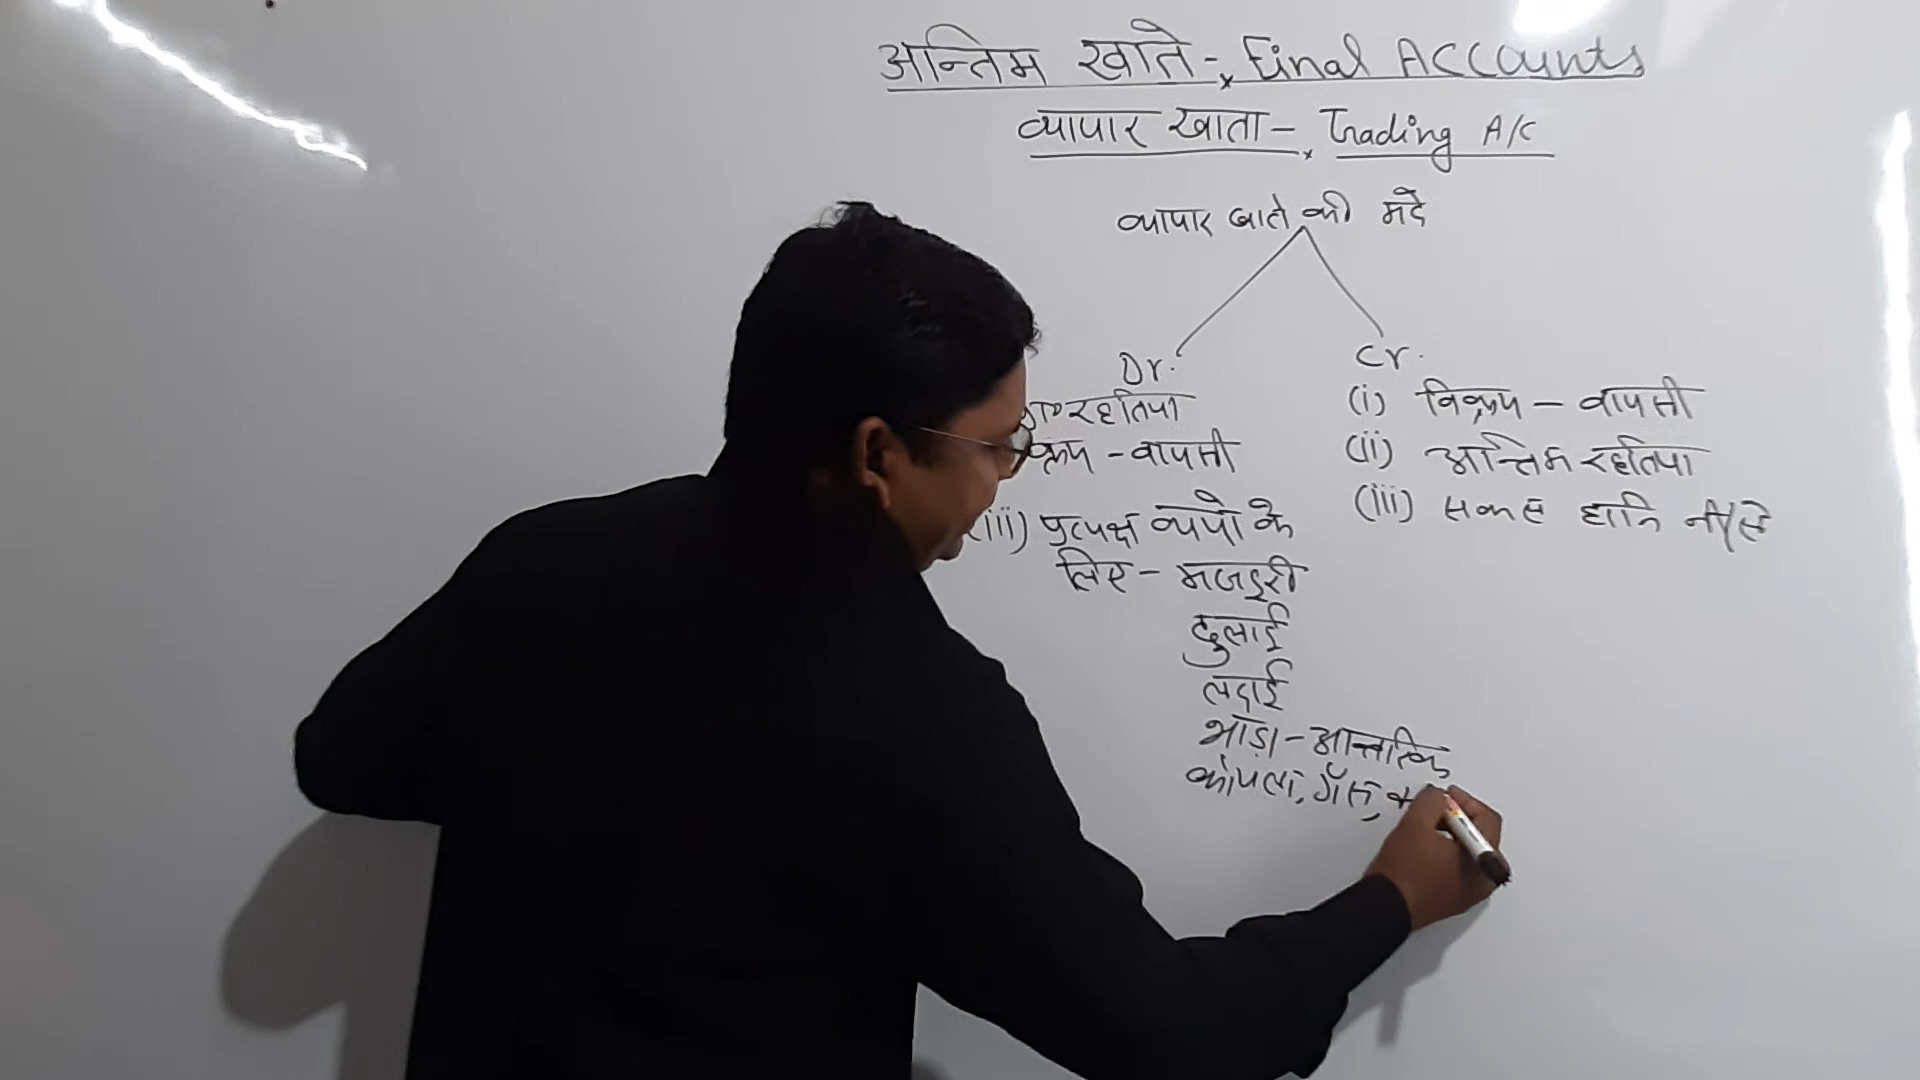 अन्तिम खाते - Final Accounts
व्यापार खाता - Trading A/C
व्यापार खाते की मदे
Dr.
Cr.
रहतिया
क्रय - वापसी
(iii) प्रत्यक्ष व्ययो के
लिए - मजदूरी
ढुलाई
लदाई
भाड़ा - आन्तरिक
कोयला, गैस,
(i) विक्रय - वापसी
(ii) अन्तिम रहतिया
(iii) सकल हानि